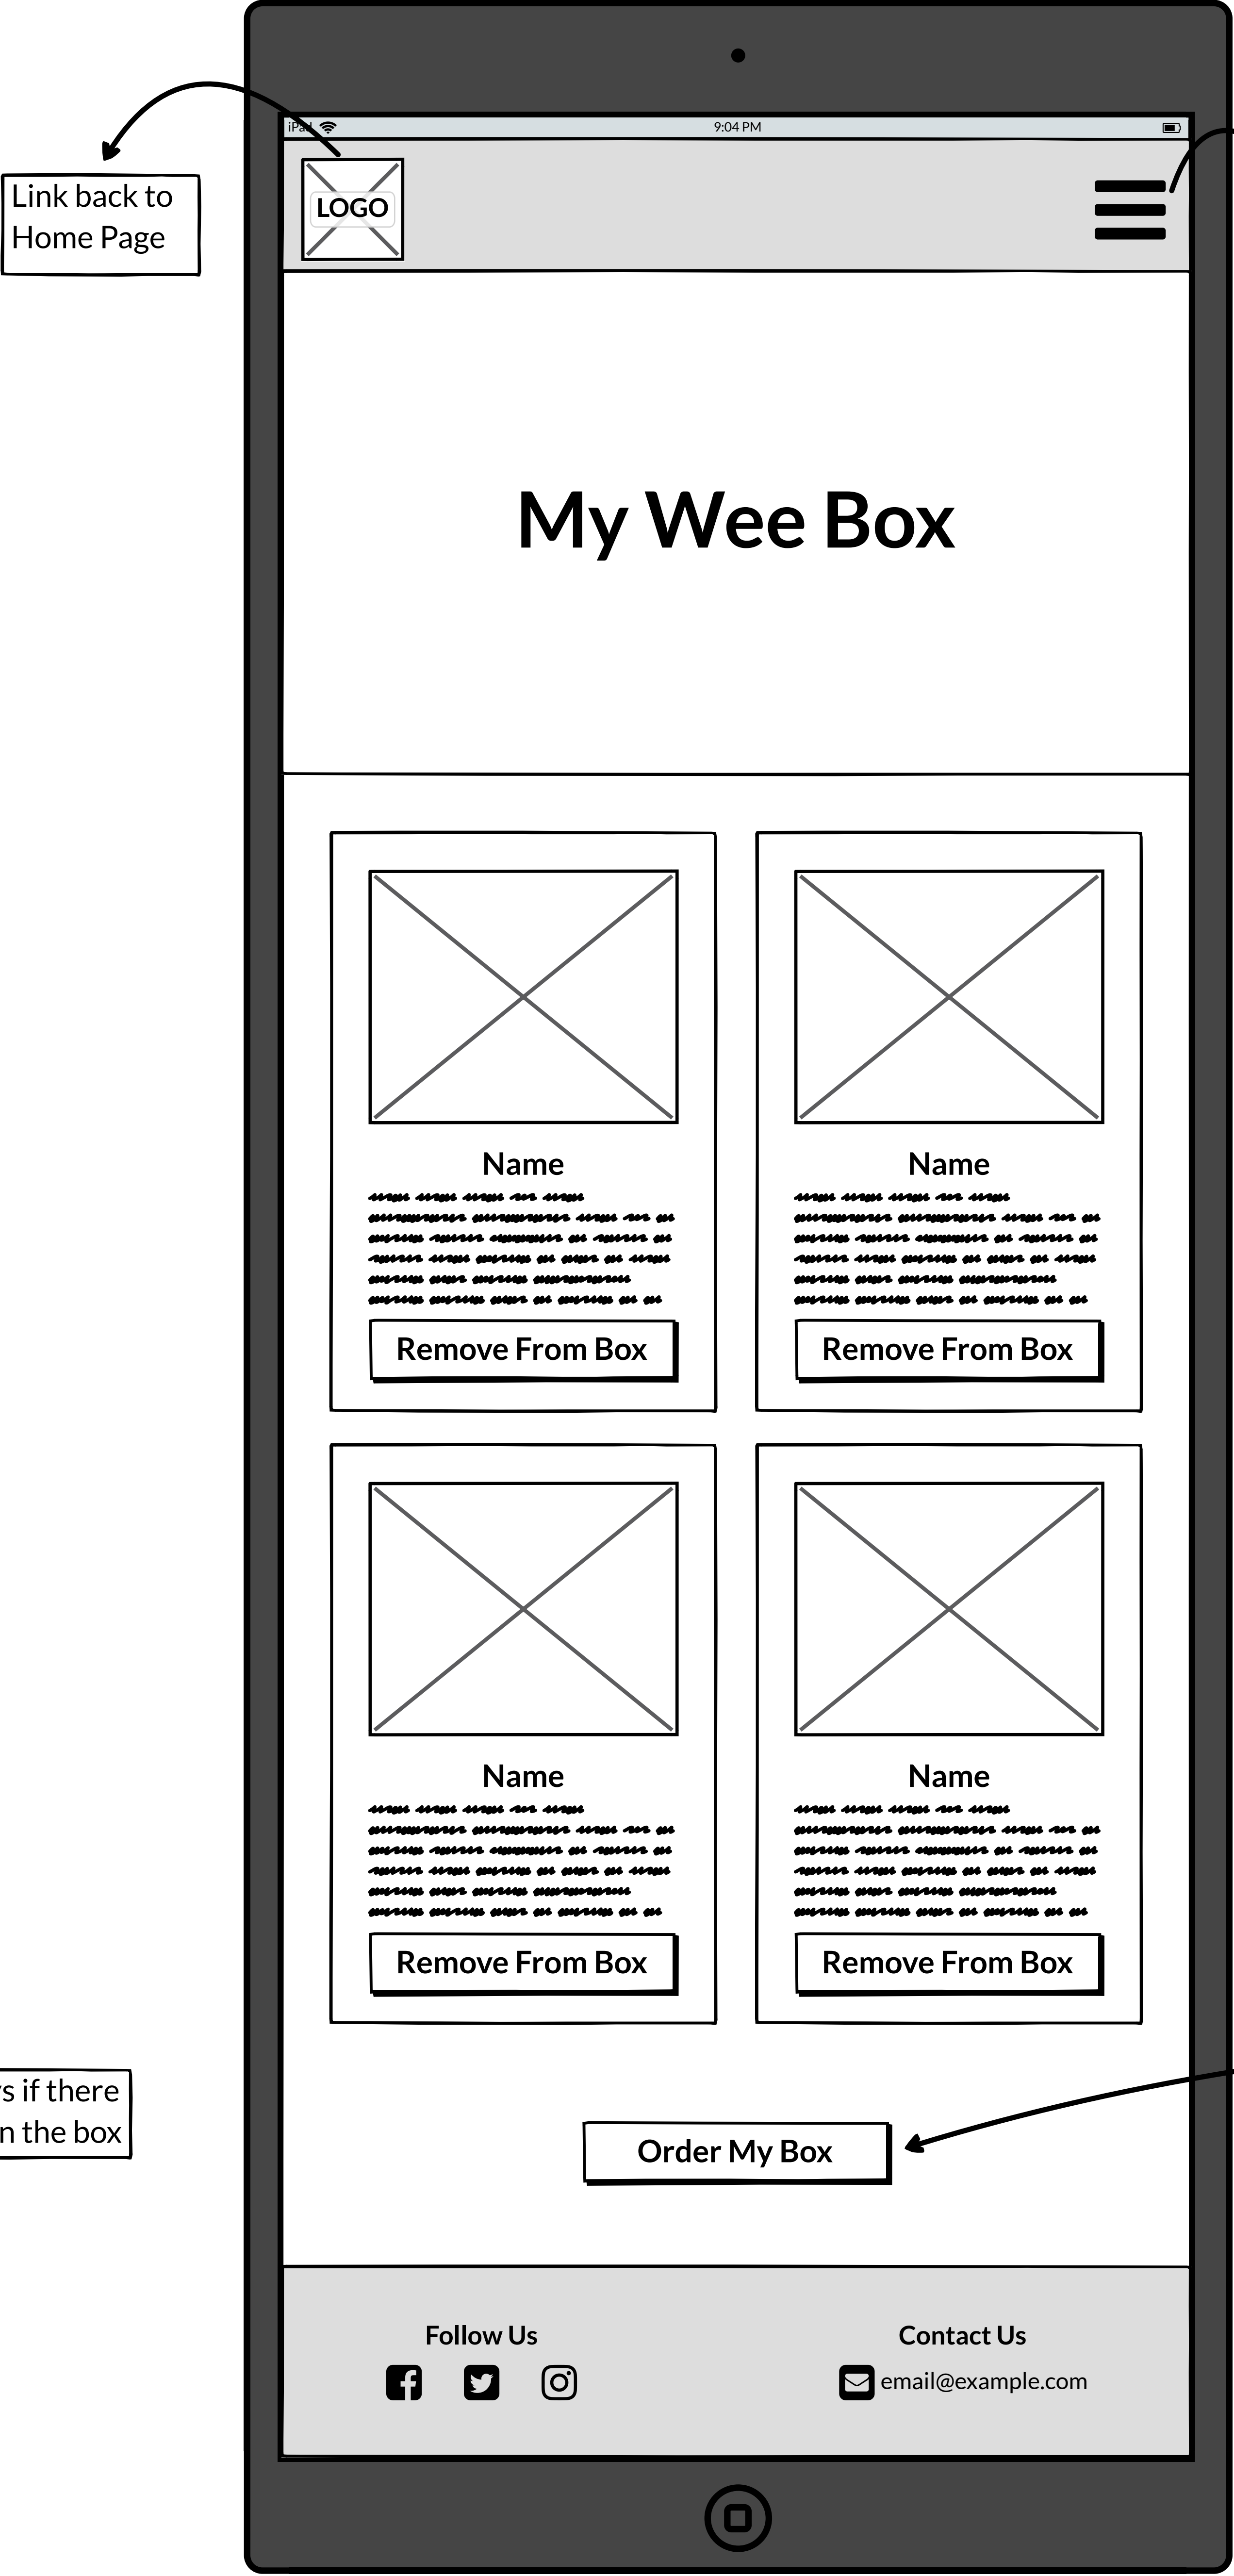 iPad
9:04 PM
Link back to
Home Page
LOGO
My Wee Box
Name
Name
Remove From Box
Remove From Box
Name
Name
Remove From Box
Remove From Box
if there
the box
Order My Box
Follow Us
Contact Us
email@example.com